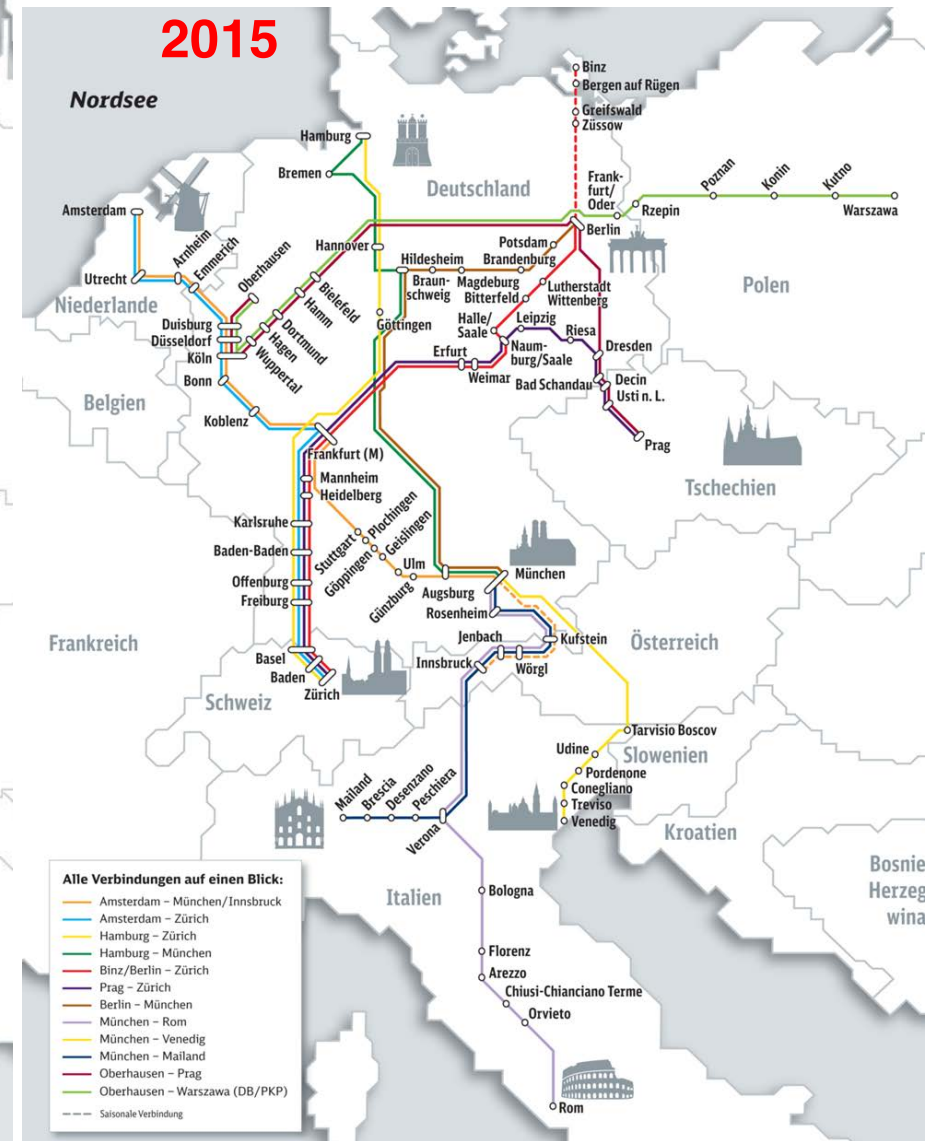 2015
Nordsee
Binz
Bergen auf Rügen
Greifswald
Züssow
Hamburg
Bremen
Deutschland
Frank-
furt/
Oder
Rzepin
Poznan
Konin
Kutno
Warszawa
Amsterdam
Arnheim
Emmerich
Oberhausen
Utrecht
Niederlande
Hannover
Berlin
Potsdam
Brandenburg
Hildesheim
Braun-
schweig
Magdeburg
Bitterfeld
Lutherstadt
Wittenberg
Polen
Duisburg
Düsseldorf
Köln
Bielefeld
Hamm
Dortmund
Hagen
Wuppertal
Göttingen
Halle/
Saale
Leipzig
Riesa
Dresden
Naum-
burg/Saale
Erfurt
Weimar
Bad Schandau
Decin
Usti n. L.
Prag
Bonn
Belgien
Koblenz
Frankfurt (M)
Mannheim
Heidelberg
Tschechien
Karlsruhe
Baden-Baden
Offenburg
Freiburg
Stuttgart
Plochingen
Göppingen
Geislingen
Ulm
Günzburg
Augsburg
München
Rosenheim
Frankreich
Österreich
Basel
Baden
Zürich
Schweiz
Jenbach
Kufstein
Innsbruck
Wörgl
Tarvisio Boscov
Udine
Slowenien
Pordenone
Conegliano
Treviso
Venedig
Kroatien
Mailand
Brescia
Desenzano
Peschiera
Verona
Bosnie
Herzeg
wina
Italien
Bologna
Florenz
Arezzo
Chiusi-Chianciano Terme
Orvieto
Rom
Alle Verbindungen auf einen Blick:
Amsterdam – München/Innsbruck
Amsterdam – Zürich
Hamburg – Zürich
Hamburg – München
Binz/Berlin – Zürich
Prag – Zürich
Berlin – München
München – Rom
München – Venedig
München – Mailand
Oberhausen – Prag
Oberhausen – Warszawa (DB/PKP)
Saisonale Verbindung